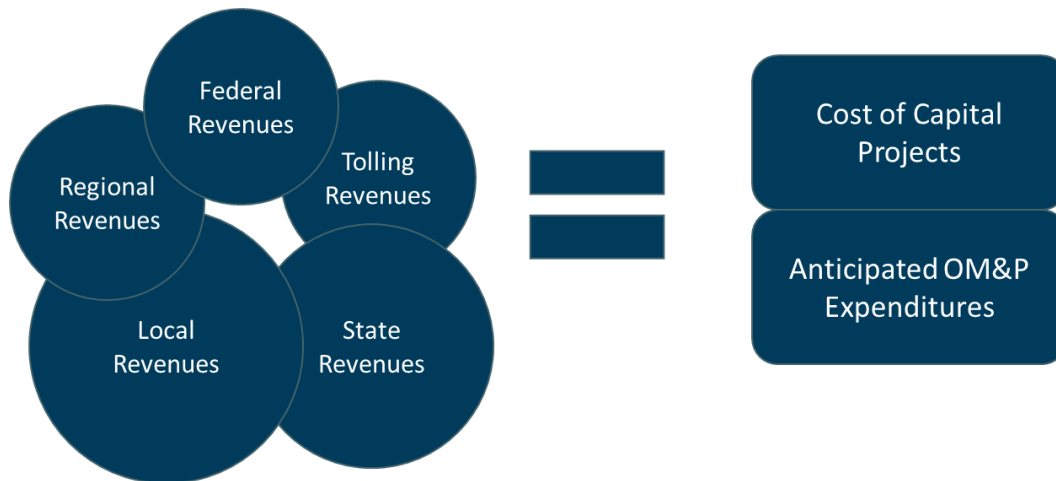 Federal
Revenues
Tolling
Revenues
Regional
Revenues
Local
Revenues
State
Revenues
Cost of Capital
Projects
Anticipated OM&P
Expenditures